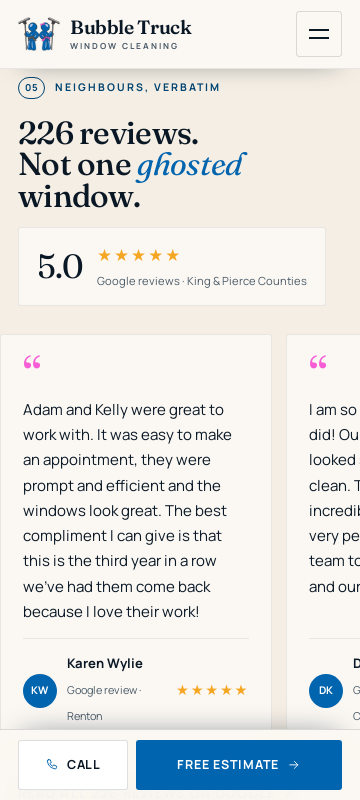 Bubble Truck
WINDOW CLEANING
05 NEIGHBOURS, VERBATIM
226 reviews.
Not one ghosted
window.
5.0 ★★★★★
Google reviews · King & Pierce Counties
“
Adam and Kelly were great to
work with. It was easy to make
an appointment, they were
prompt and efficient and the
windows look great. The best
compliment I can give is that
this is the third year in a row
we've had them come back
because I love their work!
KW
Karen Wylie
Google review ·
Renton
★★★★★
“
I am so
did! Ou
looked
clean. T
incredib
very pe
team to
and our
DK
D
G
CALL
FREE ESTIMATE →